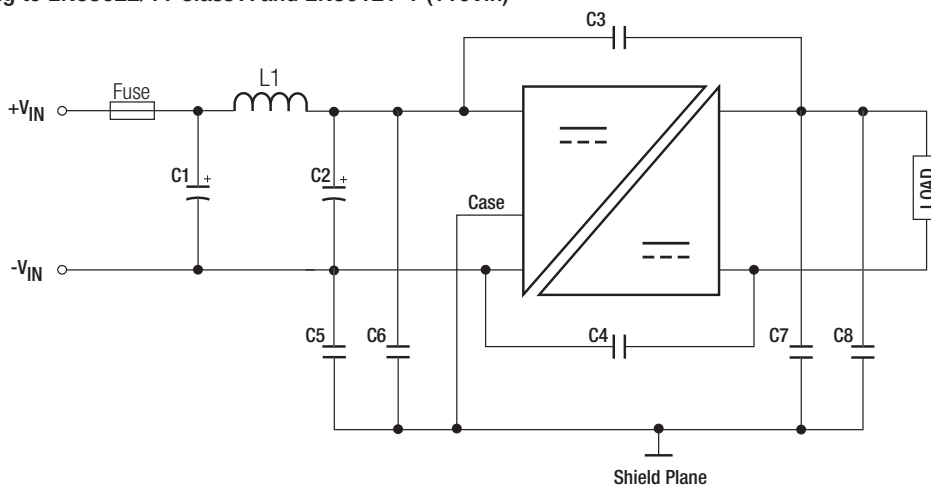 C3
L1
Fuse
+VIN
C1 +
C2 +
Case
LOAD
-VIN
C5
C6
C4
C7
C8
Shield Plane